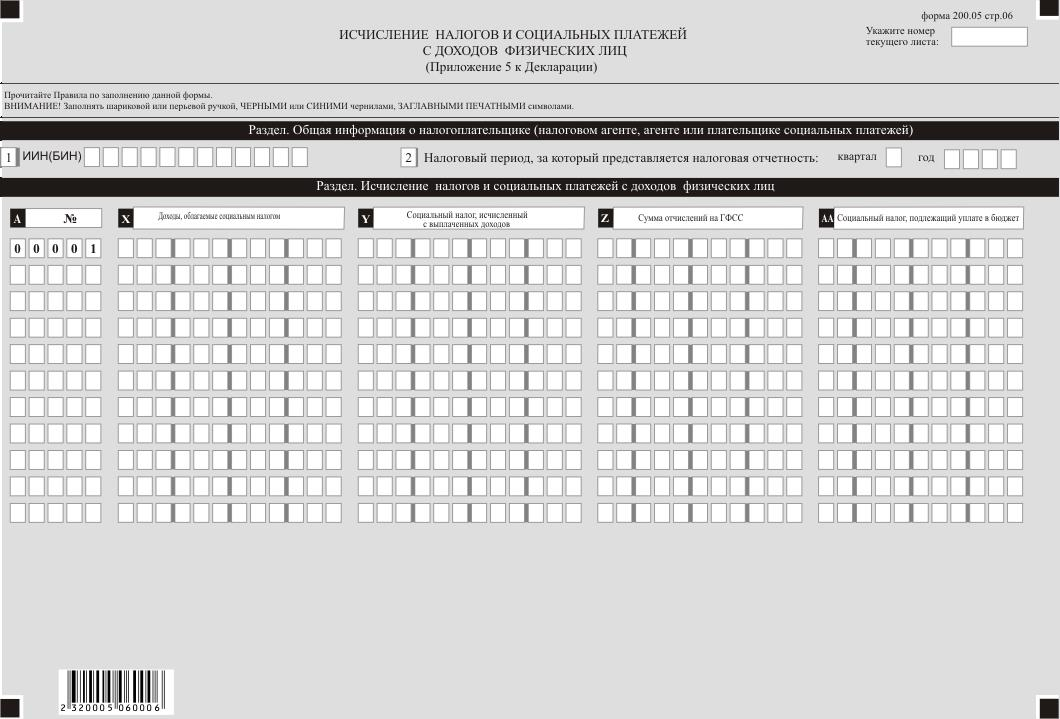 форма 200.05 стр.06
Укажите номер
текущего листа:
ИСЧИСЛЕНИЕ НАЛОГОВ И СОЦИАЛЬНЫХ ПЛАТЕЖЕЙ
С ДОХОДОВ ФИЗИЧЕСКИХ ЛИЦ
(Приложение 5 к Декларации)
Прочитайте Правила по заполнению данной формы.
ВНИМАНИЕ! Заполнять шариковой или перьевой ручкой, ЧЕРНЫМИ или СИНИМИ чернилами, ЗАГЛАВНЫМИ ПЕЧАТНЫМИ символами.
Раздел. Общая информация о налогоплательщике (налоговом агенте, агенте или плательщике социальных платежей)
1 ИИН(БИН) 2 Налоговый период, за который представляется налоговая отчетность: квартал год
Раздел. Исчисление налогов и социальных платежей с доходов физических лиц
A № X Доходы, облагаемые социальным налогом Y Социальный налог, исчисленный
с выплаченных доходов
Z Сумма отчислений на ГФСС AA Социальный налог, подлежащий уплате в бюджет
0 0 0 0 1
2 320005 060006